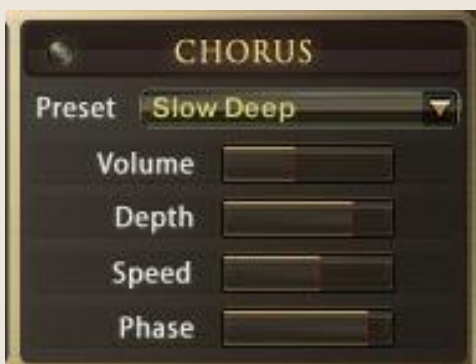 CHORUS
Preset Slow Deep
Volume
Depth
Speed
Phase